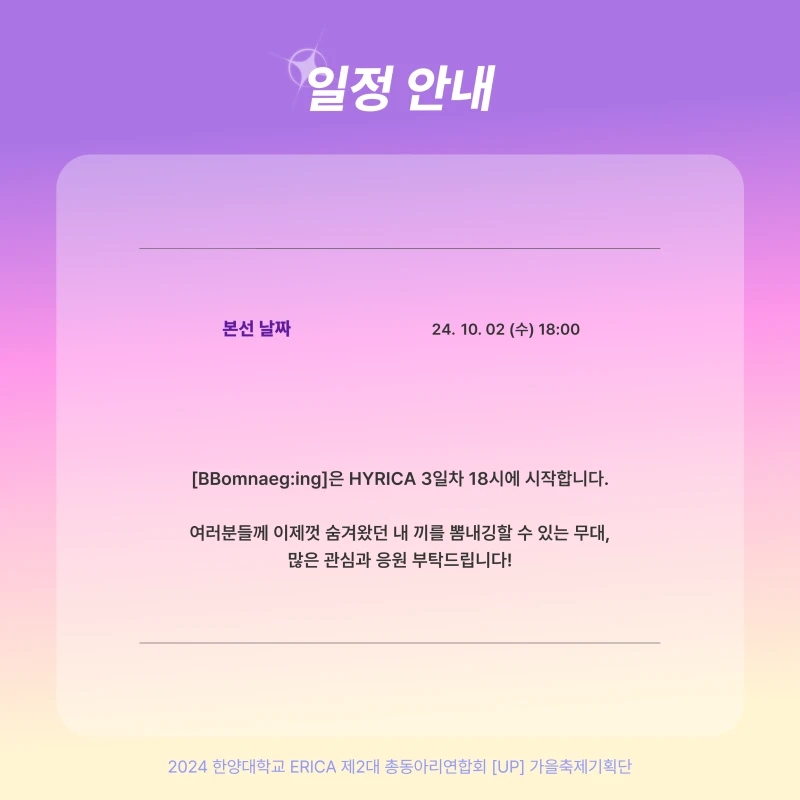 일정 안내
본선 날짜 24. 10. 02 (수) 18:00
[BBomnaeg:ing]은 HYRICA 3일차 18시에 시작합니다.
여러분들께 이제껏 숨겨왔던 내 끼를 뽐내깅할 수 있는 무대,
많은 관심과 응원 부탁드립니다!
2024 한양대학교 ERICA 제2대 총동아리연합회 [UP] 가을축제기획단